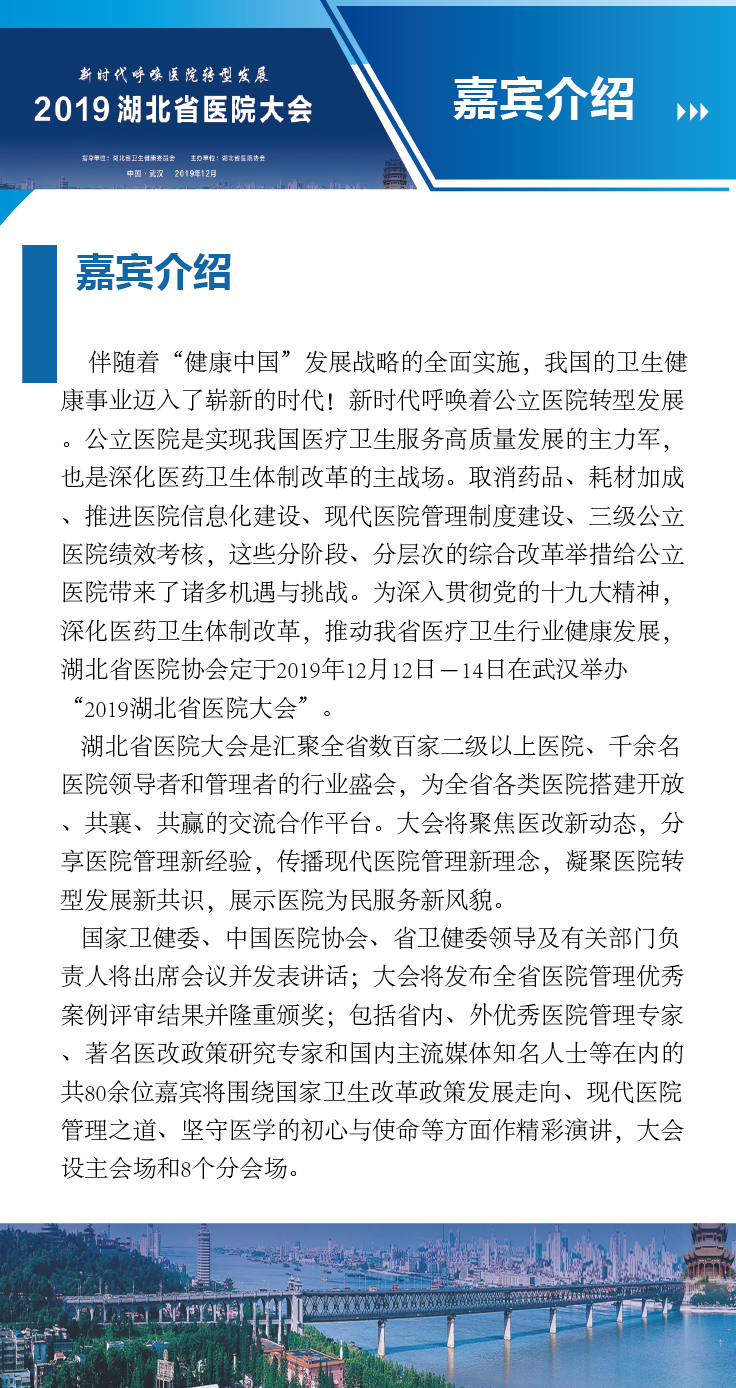 新时代呼唤医院转型发展
2019湖北省医院大会
指导单位：湖北省卫生健康委员会 主办单位：湖北省医院协会
中国·武汉 2019年12月
嘉宾介绍
嘉宾介绍
伴随着“健康中国”发展战略的全面实施，我国的卫生健
康事业迈入了崭新的时代！新时代呼唤着公立医院转型发展
。公立医院是实现我国医疗卫生服务高质量发展的主力军，
也是深化医药卫生体制改革的主战场。取消药品、耗材加成
、推进医院信息化建设、现代医院管理制度建设、三级公立
医院绩效考核，这些分阶段、分层次的综合改革举措给公立
医院带来了诸多机遇与挑战。为深入贯彻党的十九大精神，
深化医药卫生体制改革，推动我省医疗卫生行业健康发展，
湖北省医院协会定于2019年12月12日－14日在武汉举办
“2019湖北省医院大会”。
湖北省医院大会是汇聚全省数百家二级以上医院、千余名
医院领导者和管理者的行业盛会，为全省各类医院搭建开放
、共襄、共赢的交流合作平台。大会将聚焦医改新动态，分
享医院管理新经验，传播现代医院管理新理念，凝聚医院转
型发展新共识，展示医院为民服务新风貌。
国家卫健委、中国医院协会、省卫健委领导及有关部门负
责人将出席会议并发表讲话；大会将发布全省医院管理优秀
案例评审结果并隆重颁奖；包括省内、外优秀医院管理专家
、著名医改政策研究专家和国内主流媒体知名人士等在内的
共80余位嘉宾将围绕国家卫生改革政策发展走向、现代医院
管理之道、坚守医学的初心与使命等方面作精彩演讲，大会
设主会场和8个分会场。